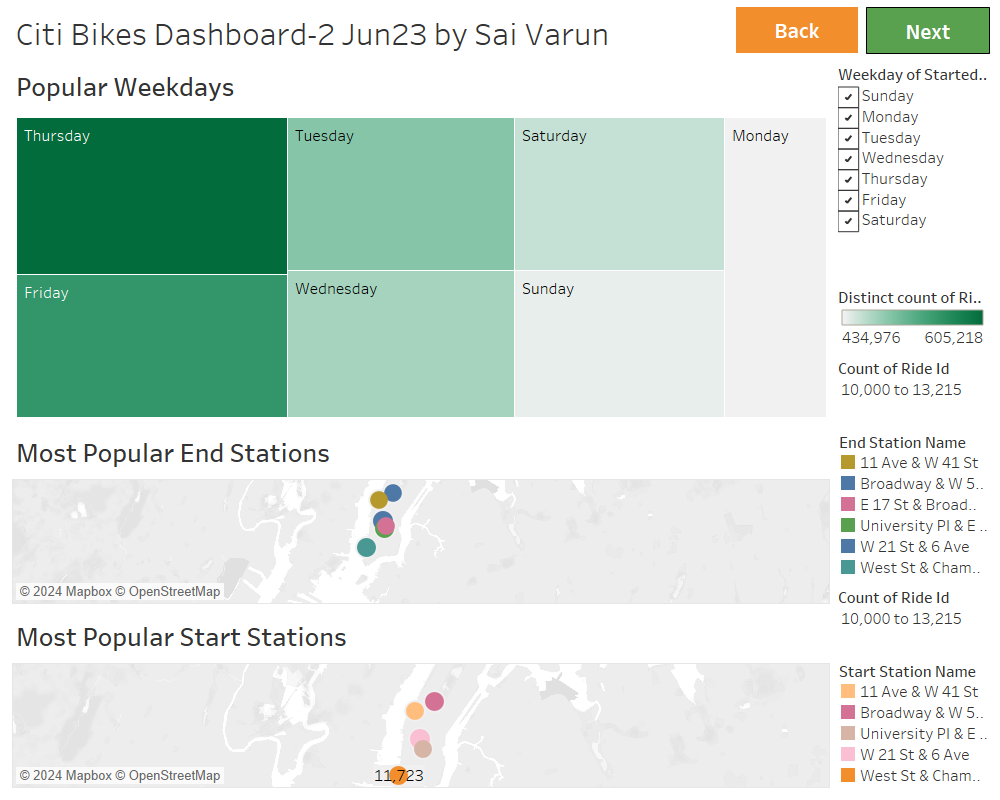 Citi Bikes Dashboard-2 Jun23 by Sai Varun
Back
Next
Popular Weekdays
Thursday
Tuesday
Saturday
Monday
Friday
Wednesday
Sunday
Weekday of Started..
Sunday
Monday
Tuesday
Wednesday
Thursday
Friday
Saturday
Distinct count of Ri..
434,976 605,218
Count of Ride Id
10,000 to 13,215
Most Popular End Stations
© 2024 Mapbox © OpenStreetMap
End Station Name
11 Ave & W 41 St
Broadway & W 5..
E 17 St & Broad..
University Pl & E ..
W 21 St & 6 Ave
West St & Cham..
Count of Ride Id
10,000 to 13,215
Most Popular Start Stations
11,723
© 2024 Mapbox © OpenStreetMap
Start Station Name
11 Ave & W 41 St
Broadway & W 5..
University Pl & E ..
W 21 St & 6 Ave
West St & Cham..